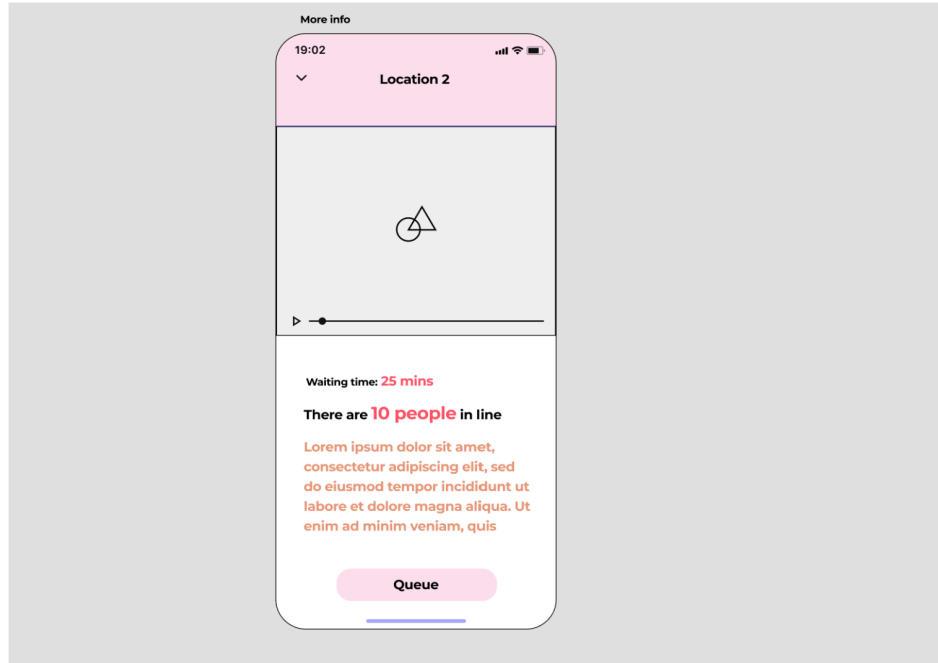 More info
19:02
Location 2
Waiting time: 25 mins
There are 10 people in line
Lorem ipsum dolor sit amet,
consectetur adipiscing elit, sed
do eiusmod tempor incididunt ut
labore et dolore magna aliqua. Ut
enim ad minim veniam, quis
Queue